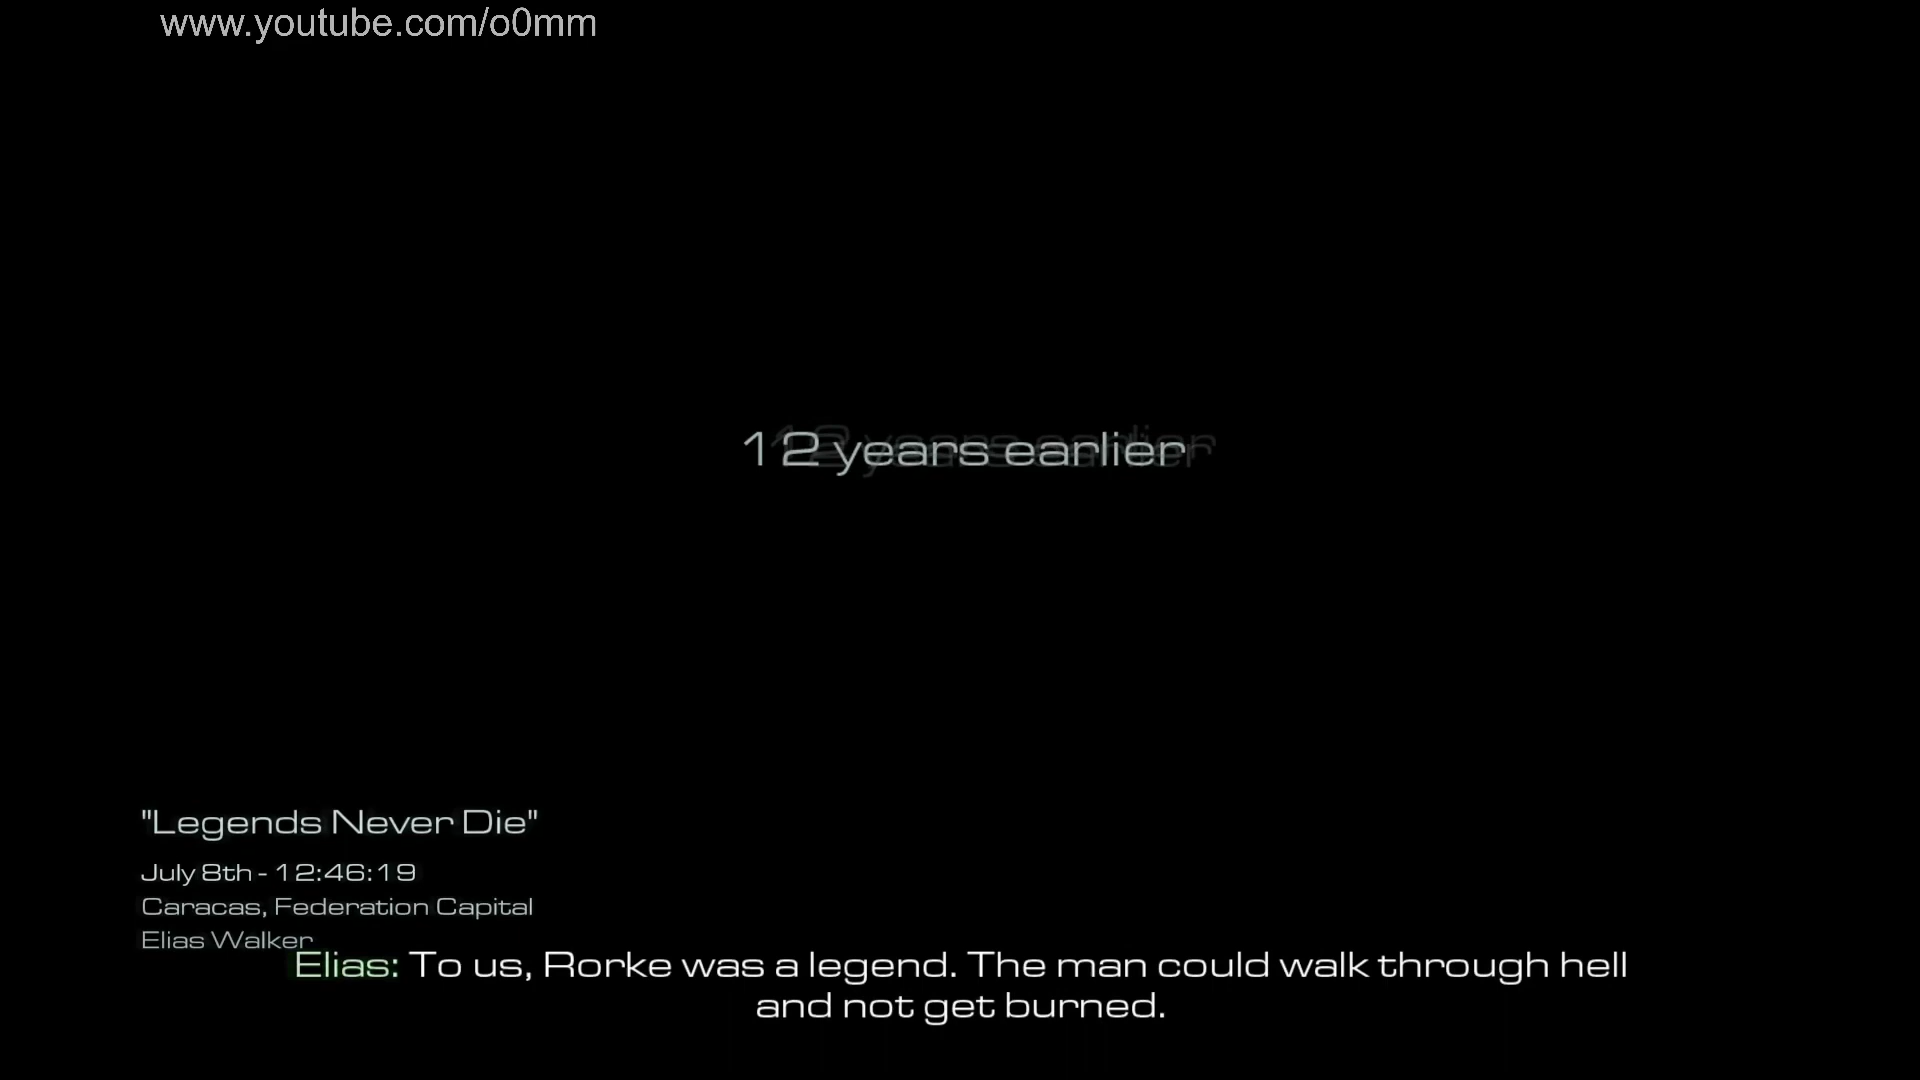 www.youtube.com/o0mm
12 years earlier
"Legends Never Die"
July 8th - 12:46:19
Caracas, Federation Capital
Elias Walker
Elias: To us, Rorke was a legend. The man could walk through hell
and not get burned.